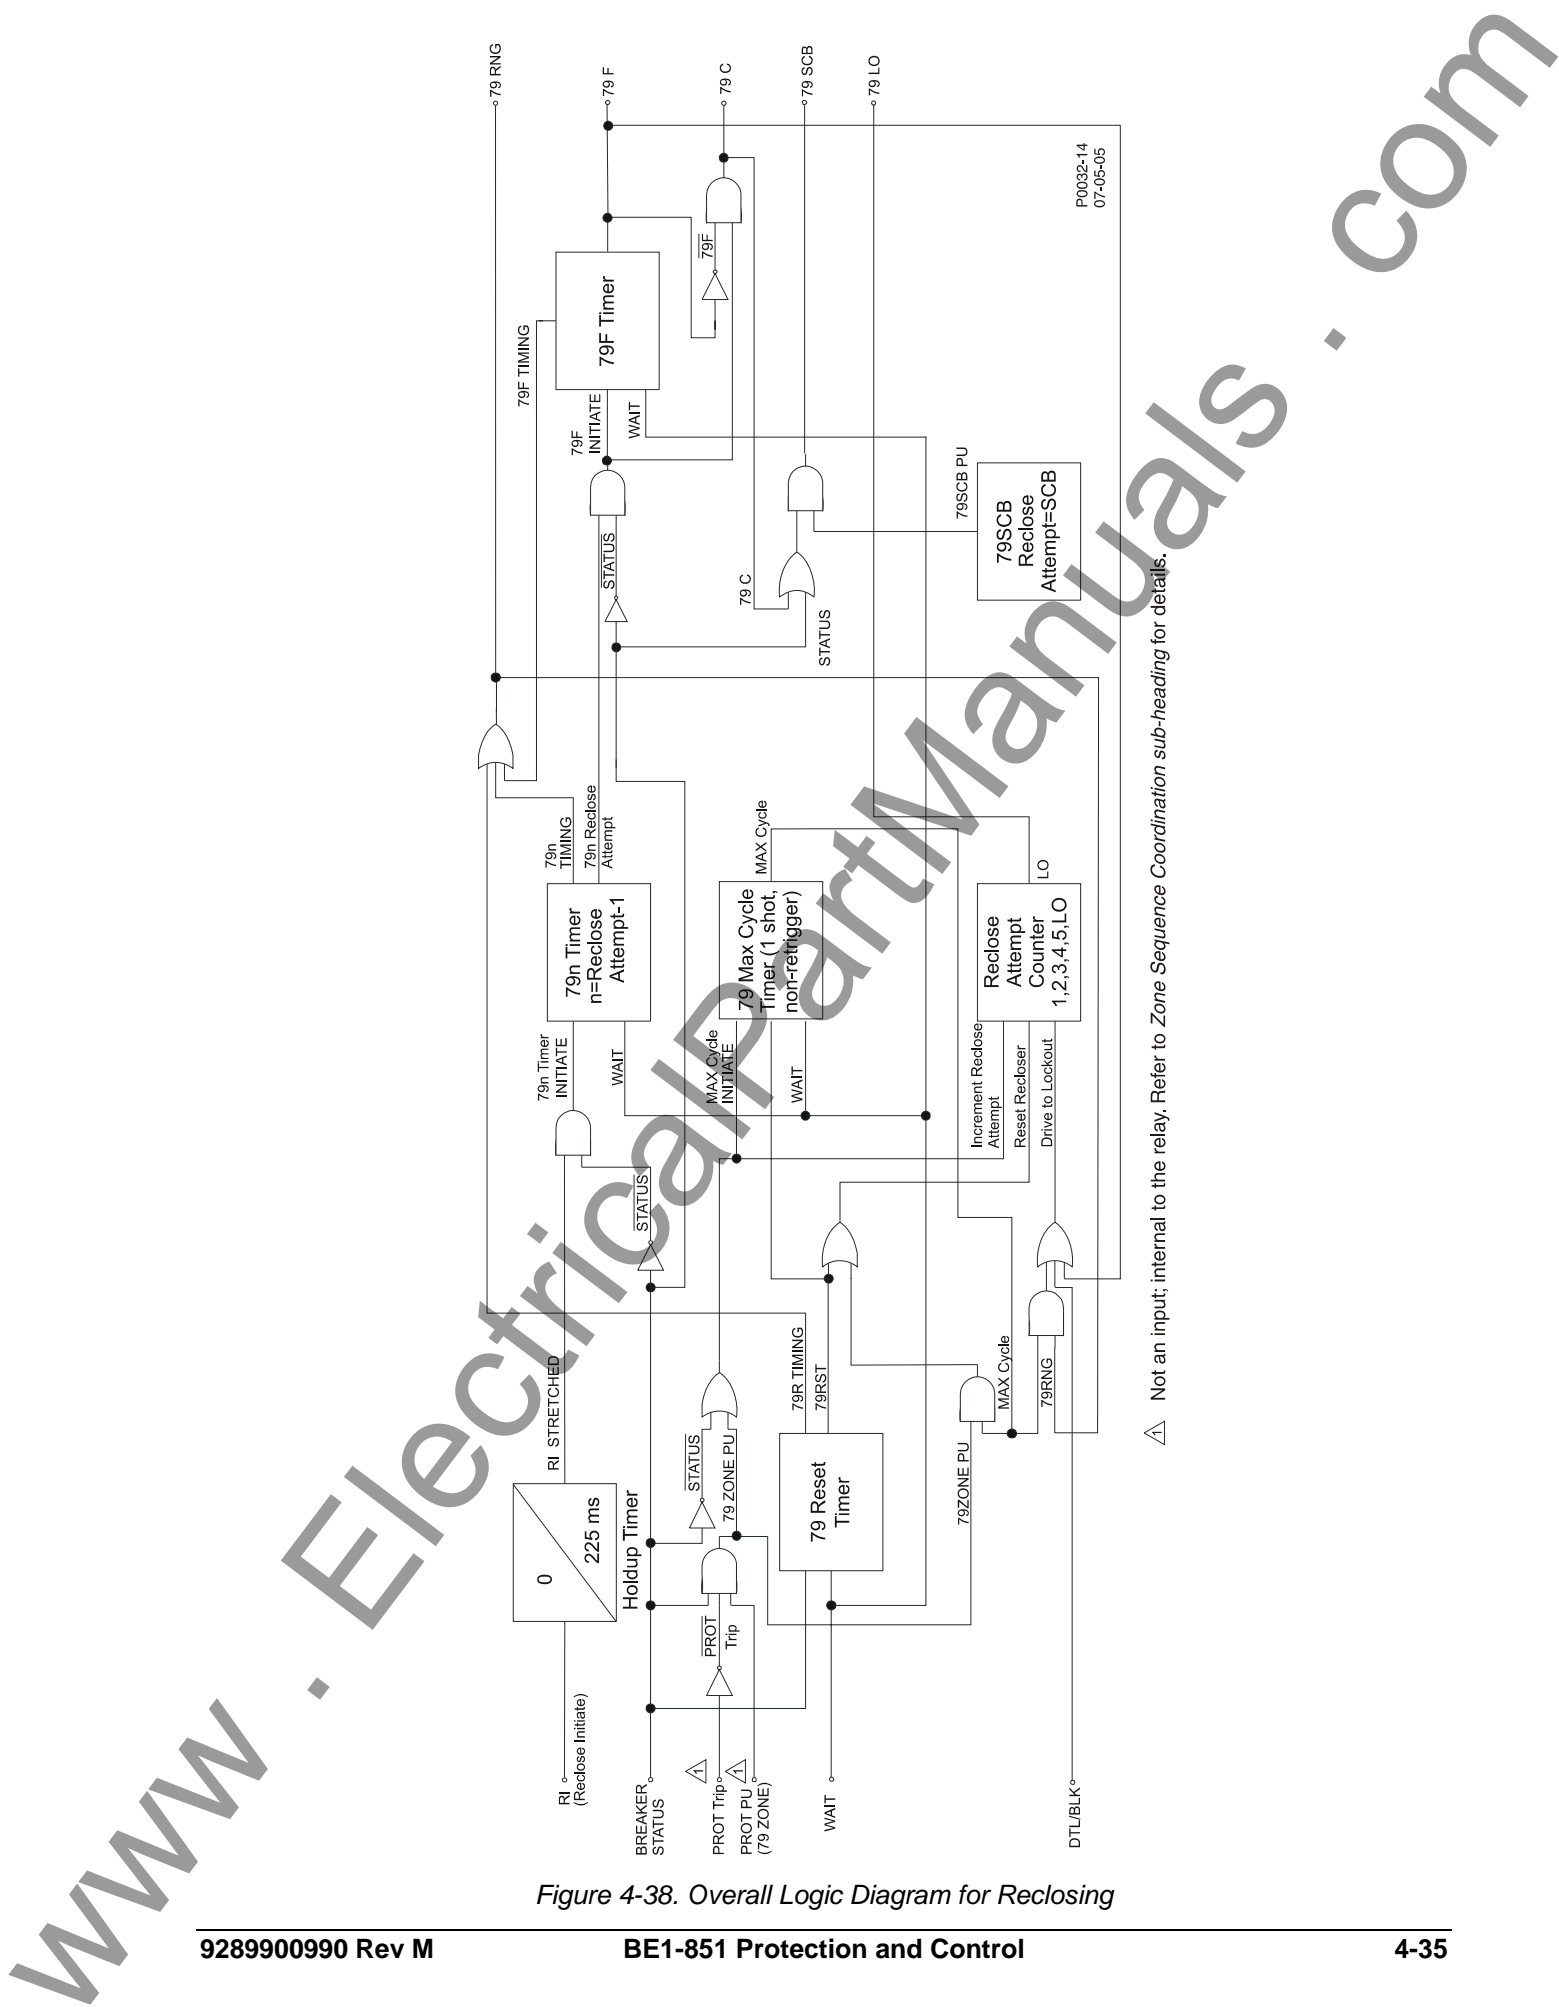 79 RNG
79 F
79 C
79 SCB
79 LO
P0032-14
07-05-05
79F TIMING
79F Timer
79F
79F
INITIATE
WAIT
79SCB PU
79SCB
Reclose
Attempt=SCB
STATUS
79 C
STATUS
79n
TIMING
79n Reclose
Attempt
79n Timer
n=Reclose
Attempt-1
MAX Cycle
79 Max Cycle
Timer (1 shot,
non-retrigger)
LO
Reclose
Attempt
Counter
1,2,3,4,5,LO
79n Timer
INITIATE
WAIT
MAX Cycle
INITIATE
WAIT
Increment Reclose
Attempt
Reset Recloser
Drive to Lockout
STATUS
RI STRETCHED
0
225 ms
Holdup Timer
STATUS
79 ZONE PU
79R TIMING
79RST
79 Reset
Timer
79ZONE PU
MAX Cycle
79RNG
PROT
Trip
RI
(Reclose Initiate)
BREAKER
STATUS
1
PROT Trip
1
PROT PU
(79 ZONE)
WAIT
DTL/BLK
1 Not an input; internal to the relay. Refer to Zone Sequence Coordination sub-heading for details.
www . ElectricalPartManuals . com
Figure 4-38. Overall Logic Diagram for Reclosing
9289900990 Rev M BE1-851 Protection and Control 4-35